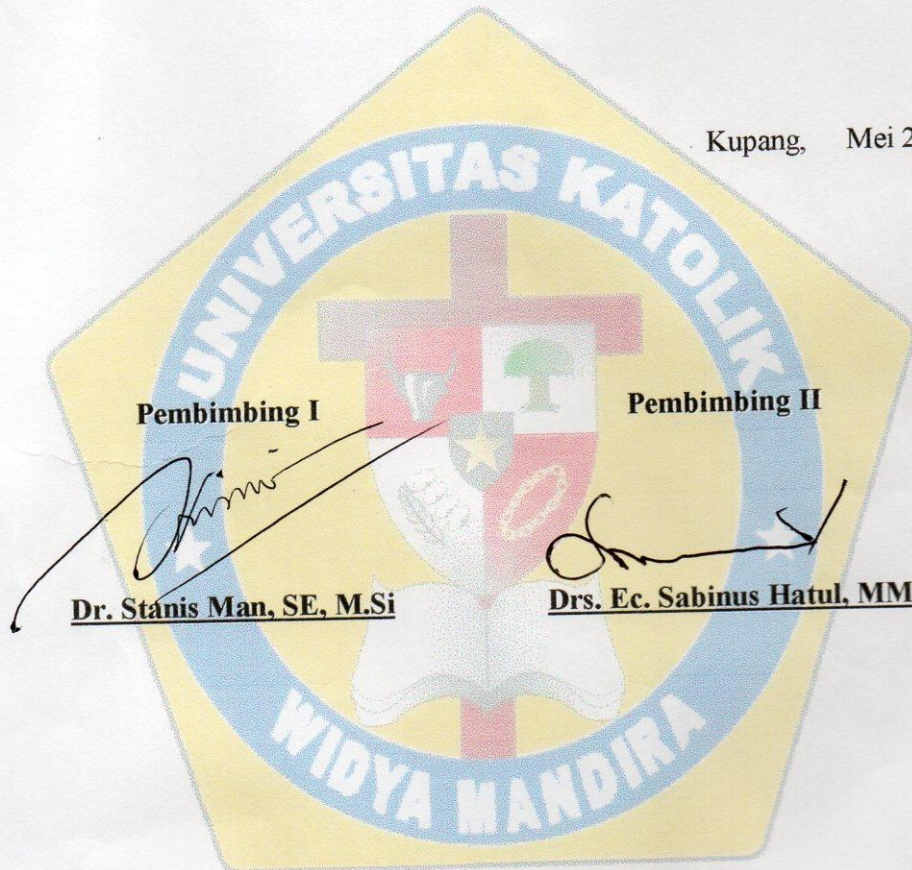 Kupang, Mei 2
UNIVERSITAS KATOLIK
Pembimbing I Pembimbing II
Dr. Stanis Man, SE, M.Si Drs. Ec. Sabinus Hatul, MM
WIDYA MANDIRA